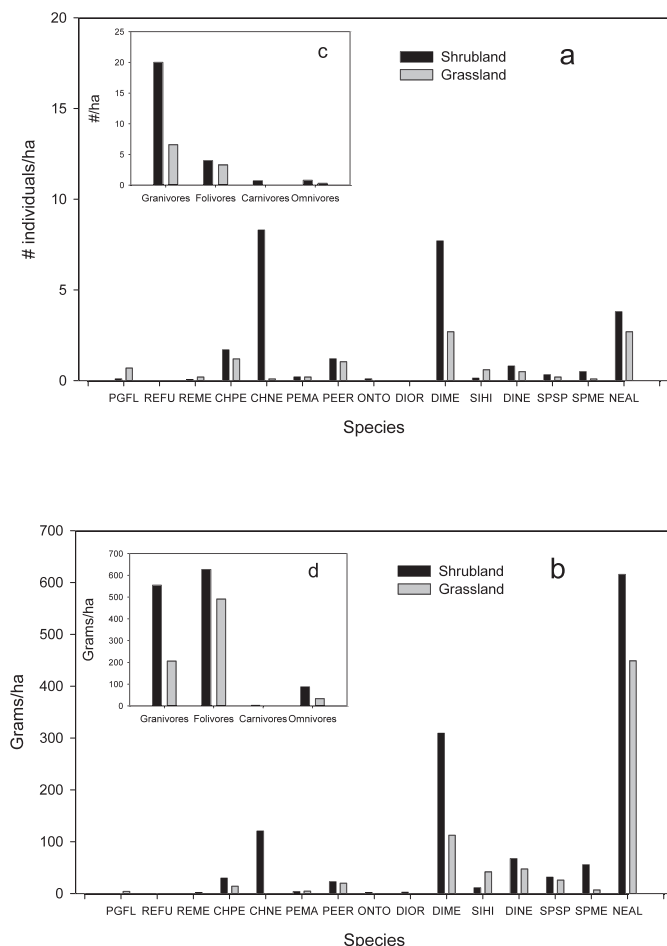 20
15
10
5
0
# individuals/ha
25
20
15
10
5
0
#/ha
c
Granivores Folivores Carnivores Omnivores
Shrubland
Grassland
a
PGFL REFU REME CHPE CHNE PEMA PEER ONTO DIOR DIME SIHI DINE SPSP SPME NEAL
Species
700
600
500
400
300
200
100
0
Grams/ha
700
600
500
400
300
200
100
0
Grams/ha
d
Granivores Folivores Carnivores Omnivores
Shrubland
Grassland
b
PGFL REFU REME CHPE CHNE PEMA PEER ONTO DIOR DIME SIHI DINE SPSP SPME NEAL
Species